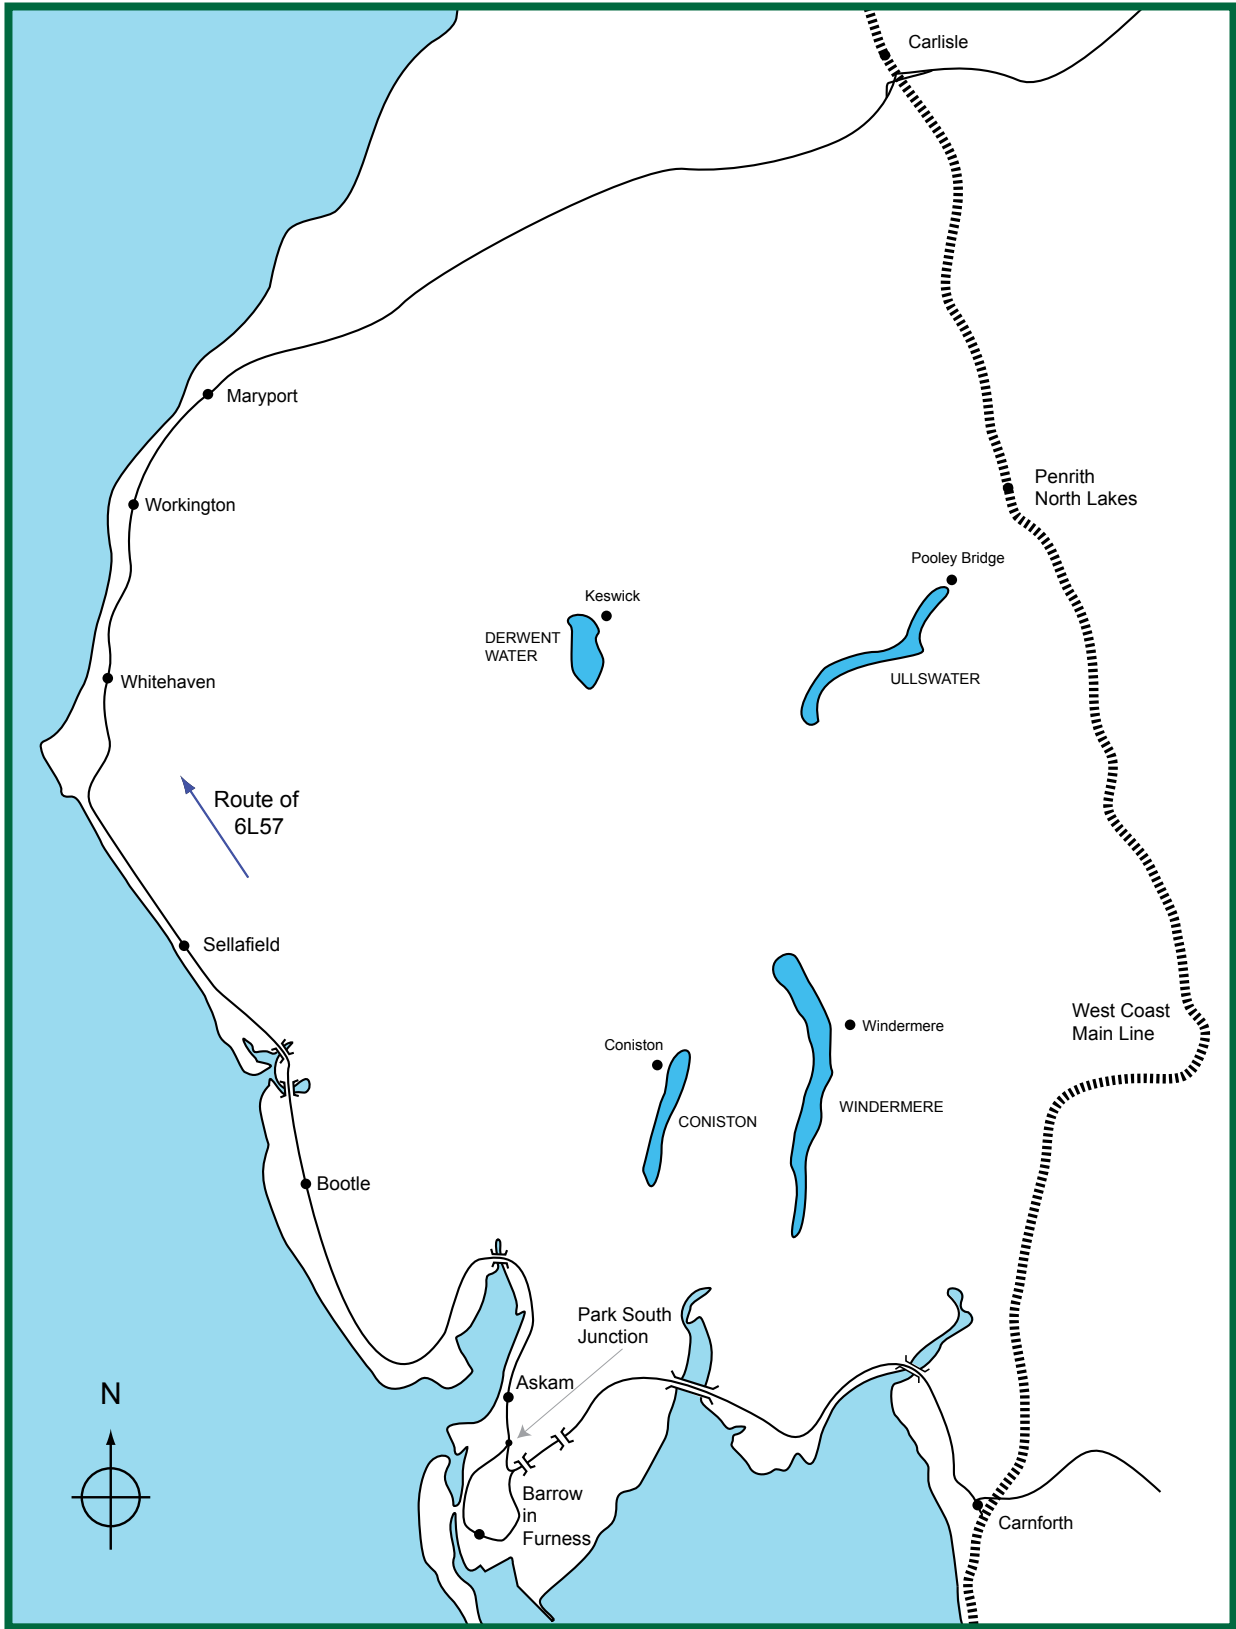 Carlisle
Maryport
Penrith
North Lakes
Workington
Pooley Bridge
Keswick
DERWENT
WATER
ULLSWATER
Whitehaven
Route of
6L57
Sellafield
West Coast
Main Line
Windermere
Coniston
WINDERMERE
CONISTON
Bootle
Park South
Junction
Askam
N
Barrow
in
Furness
Carnforth